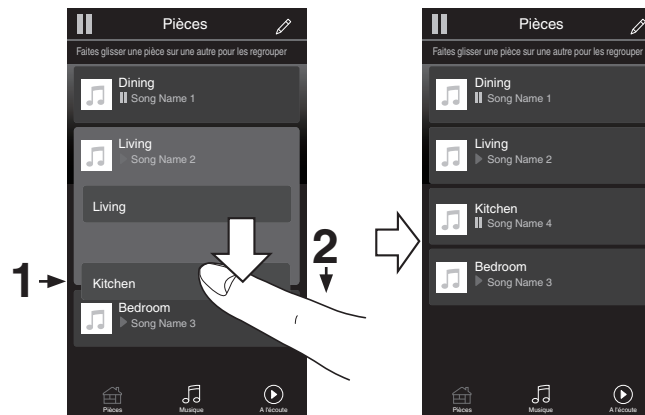 Pièces
Faites glisser une pièce sur une autre pour les regrouper
Dining
Song Name 1
Living
Song Name 2
Living
Kitchen
Bedroom
Song Name 3
Pièces
Musique
A l'écoute
1
2
Pièces
Faites glisser une pièce sur une autre pour les regrouper
Dining
Song Name 1
Living
Song Name 2
Kitchen
Song Name 4
Bedroom
Song Name 3
Pièces
Musique
A l'écoute